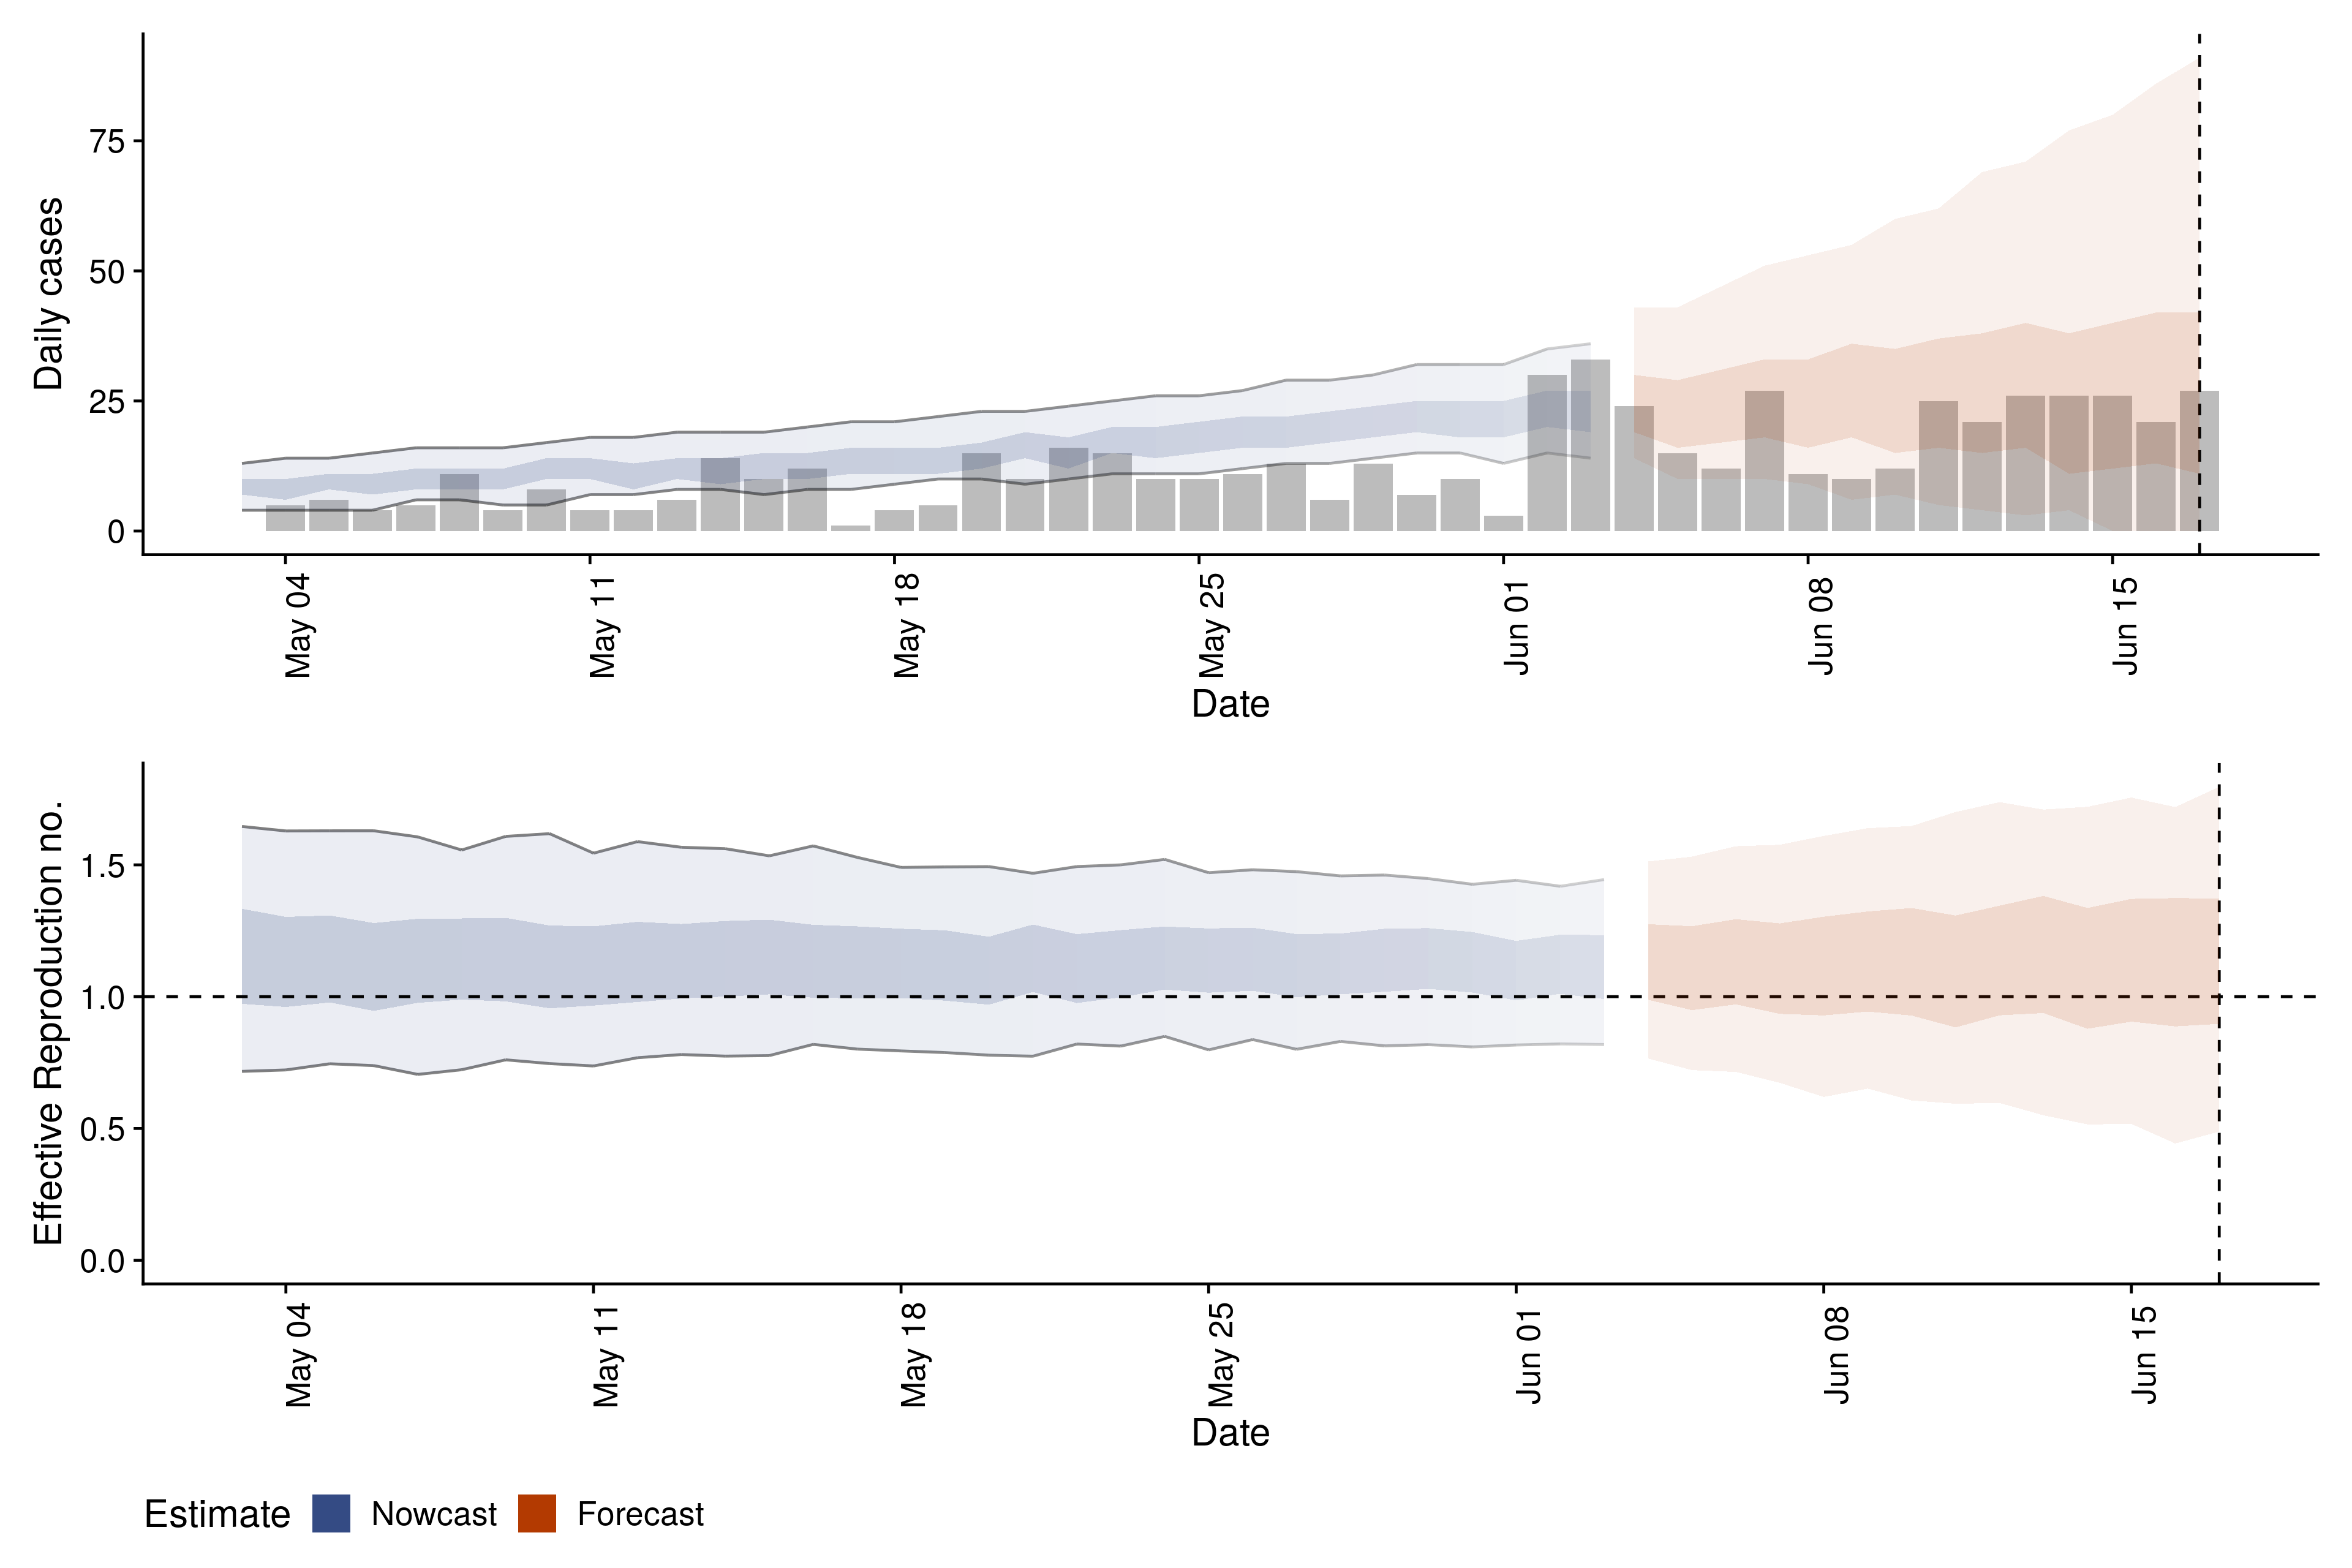 Daily cases
75
50
25
0
May 04
May 11
May 18
May 25
Jun 01
Jun 08
Jun 15
Date
Effective Reproduction no.
1.5
1.0
0.5
0.0
May 04
May 11
May 18
May 25
Jun 01
Jun 08
Jun 15
Date
Estimate Nowcast Forecast